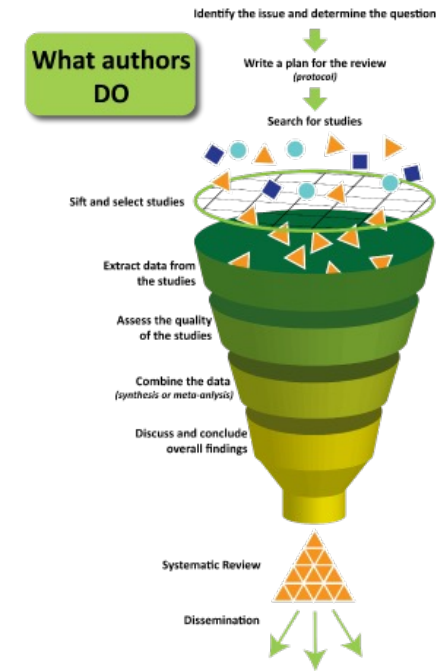 Identify the issue and determine the question
What authors
DO
Write a plan for the review
(protocol)
Search for studies
Sift and select studies
Extract data from
the studies
Assess the quality
of the studies
Combine the data
(synthesis or meta-anlysis)
Discuss and conclude
overall findings
Systematic Review
Dissemination